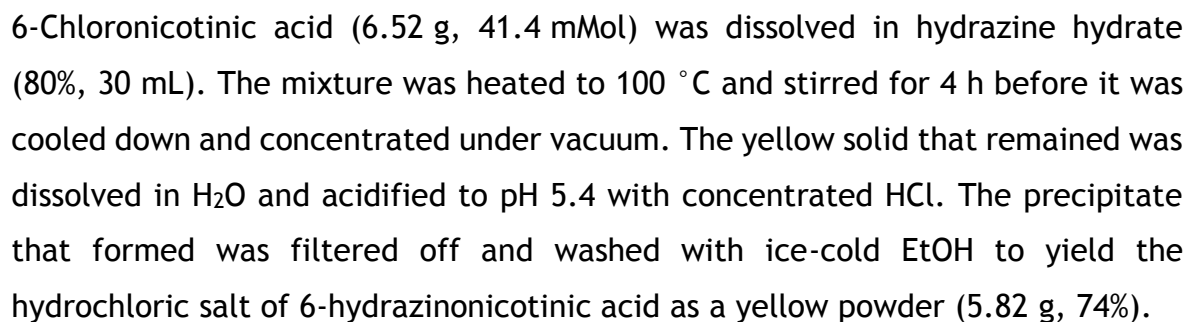 6-Chloronicotinic acid (6.52 g, 41.4 mMol) was dissolved in hydrazine hydrate
(80%, 30 mL). The mixture was heated to 100 °C and stirred for 4 h before it was
cooled down and concentrated under vacuum. The yellow solid that remained was
dissolved in H₂O and acidified to pH 5.4 with concentrated HCl. The precipitate
that formed was filtered off and washed with ice-cold EtOH to yield the
hydrochloric salt of 6-hydrazinonicotinic acid as a yellow powder (5.82 g, 74%).